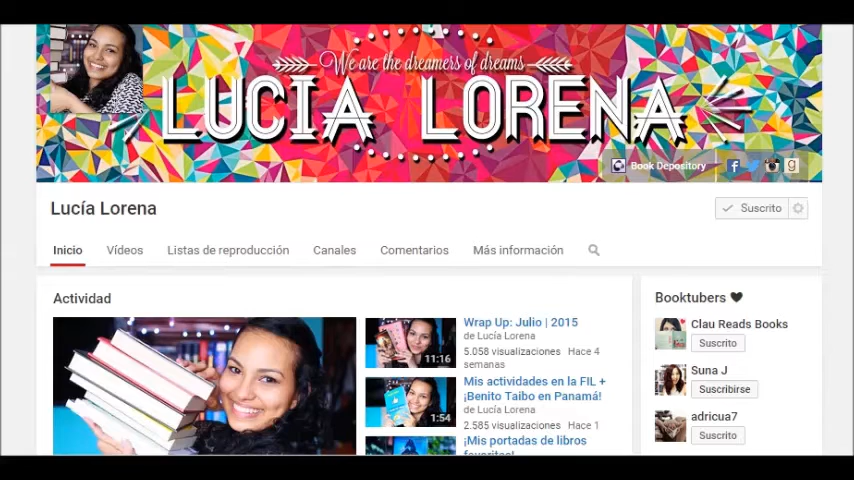 We are the dreamers of dreams
LUCIA LORENA
Book Depository
Lucía Lorena
Suscrito
Inicio
Vídeos
Listas de reproducción
Canales
Comentarios
Más información
Actividad
Wrap Up: Julio | 2015
de Lucía Lorena
5.058 visualizaciones Hace 4
semanas
11:16
Mis actividades en la FIL +
¡Benito Taibo en Panamá!
de Lucía Lorena
2.585 visualizaciones Hace 1
1:54
¡Mis portadas de libros
favoritos!
Booktubers
Clau Reads Books
Suscrito
Suna J
Suscribirse
adricua7
Suscrito